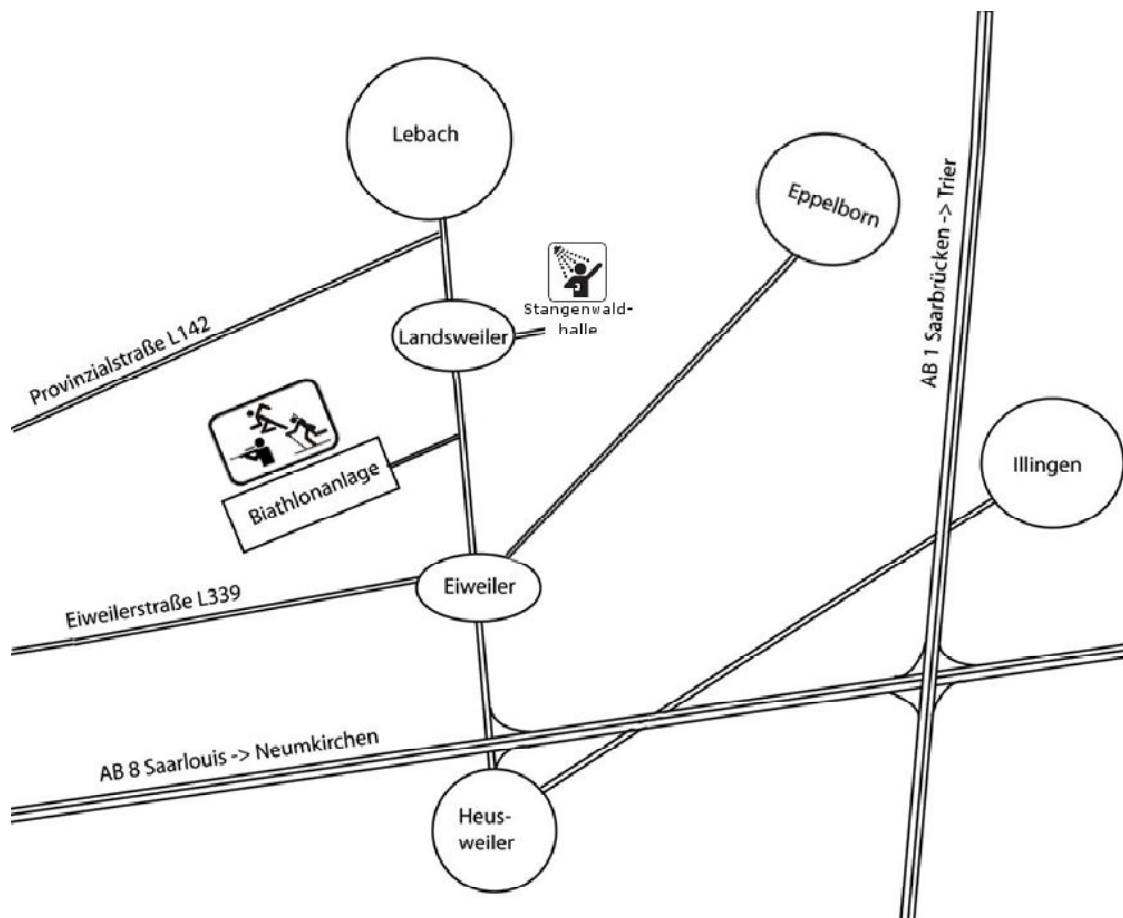 Lebach
Eppelborn
AB 1 Saarbrücken -> Trier
Stangenwald-
halle
Landsweiler
Provinzialstraße L142
Illingen
Biathlonanlage
Eiweiler
Eiweilerstraße L339
AB 8 Saarlouis -> Neumkirchen
Heus-
weiler